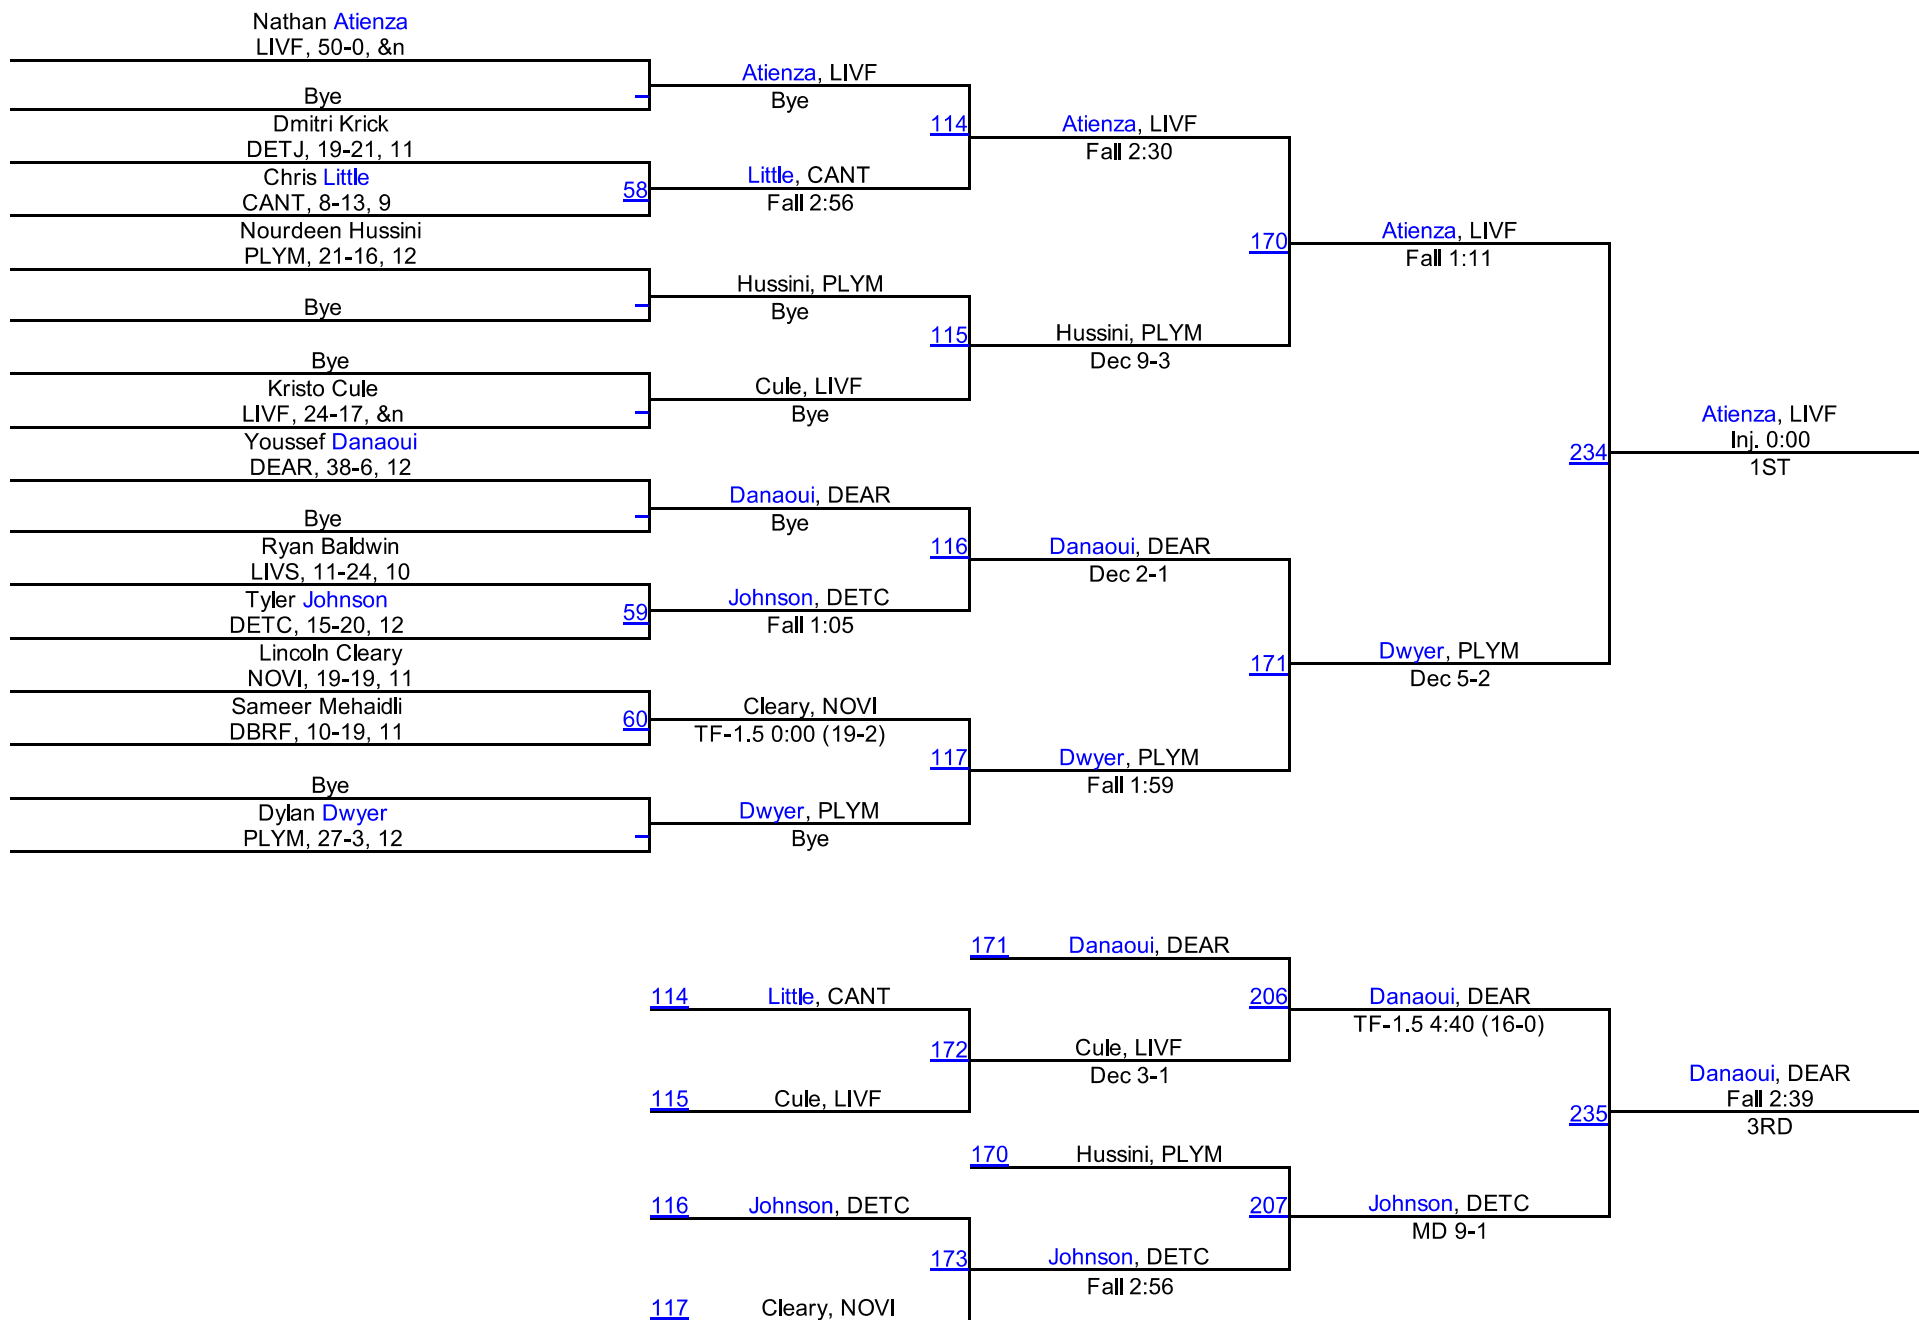 Nathan Atienza
LIVF, 50-0, &n
Bye
Dmitri Krick
DETJ, 19-21, 11
Chris Little
CANT, 8-13, 9
58
Nourdeen Hussini
PLYM, 21-16, 12
Bye
Bye
Kristo Cule
LIVF, 24-17, &n
Youssef Danaoui
DEAR, 38-6, 12
Bye
Ryan Baldwin
LIVS, 11-24, 10
Tyler Johnson
DETC, 15-20, 12
59
Lincoln Cleary
NOVI, 19-19, 11
Sameer Mehaidli
DBRF, 10-19, 11
60
Bye
Dylan Dwyer
PLYM, 27-3, 12
Atienza, LIVF
Bye
114
Little, CANT
Fall 2:56
Hussini, PLYM
Bye
115
Cule, LIVF
Bye
Danaoui, DEAR
Bye
116
Johnson, DETC
Fall 1:05
Cleary, NOVI
TF-1.5 0:00 (19-2)
117
Dwyer, PLYM
Bye
Atienza, LIVF
Fall 2:30
170
Hussini, PLYM
Dec 9-3
Danaoui, DEAR
Dec 2-1
171
Dwyer, PLYM
Fall 1:59
Atienza, LIVF
Fall 1:11
234
Dwyer, PLYM
Dec 5-2
Atienza, LIVF
Inj. 0:00
1ST
171 Danaoui, DEAR
114 Little, CANT
206
172
Cule, LIVF
Dec 3-1
115 Cule, LIVF
Danaoui, DEAR
TF-1.5 4:40 (16-0)
170 Hussini, PLYM
116 Johnson, DETC
207
173
Johnson, DETC
Fall 2:56
117 Cleary, NOVI
Johnson, DETC
MD 9-1
235
Danaoui, DEAR
Fall 2:39
3RD